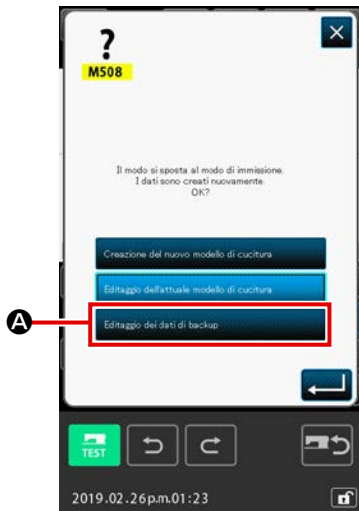 ?
M508
Il modo si sposta al modo di immissione.
I dati sono creati nuovamente.
OK?
Creazione del nuovo modello di cucitura
Editaggio dell'attuale modello di cucitura
A
Editaggio dei dati di backup
TEST
2019.02.26p.m.01:23